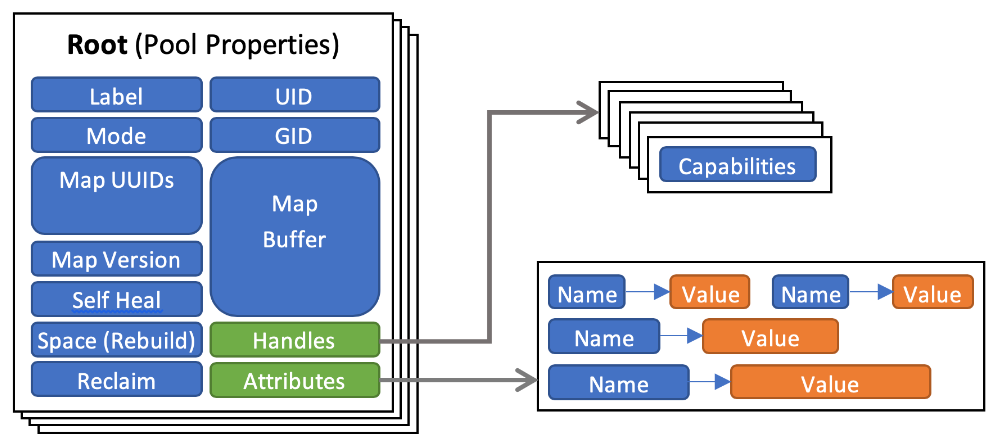 Root (Pool Properties)
Label
UID
Mode
GID
Map UUIDs
Map
Buffer
Map Version
Self Heal
Space (Rebuild)
Handles
Reclaim
Attributes
Capabilities
Name
Value
Name
Value
Name
Value
Name
Value